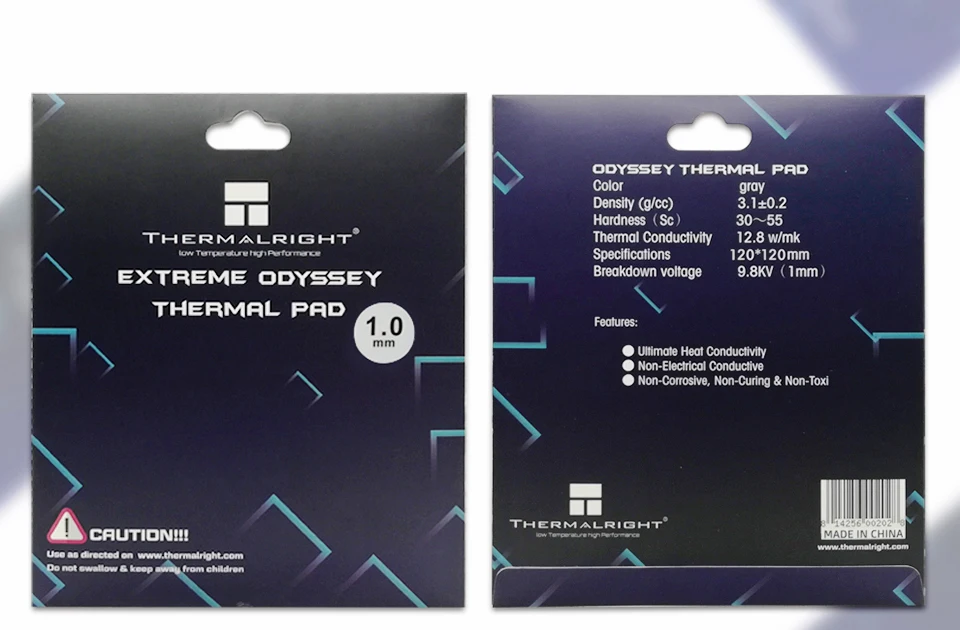 THERMALRIGHT®
low Temperature high Performance
EXTREME ODYSSEY
THERMAL PAD
1.0
mm
CAUTION!!!
Use as directed on www.thermalright.com
Do not swallow & keep away from children
ODYSSEY THERMAL PAD
Color gray
Density (g/cc) 3.1±0.2
Hardness（Sc） 30～55
Thermal Conductivity 12.8 w/mk
Specifications 120*120mm
Breakdown voltage 9.8KV（1mm）
Features:
Ultimate Heat Conductivity
Non-Electrical Conductive
Non-Corrosive, Non-Curing & Non-Toxi
THERMALRIGHT®
low Temperature high Performance
8 14256 00202 0
MADE IN CHINA
www.thermalright.com